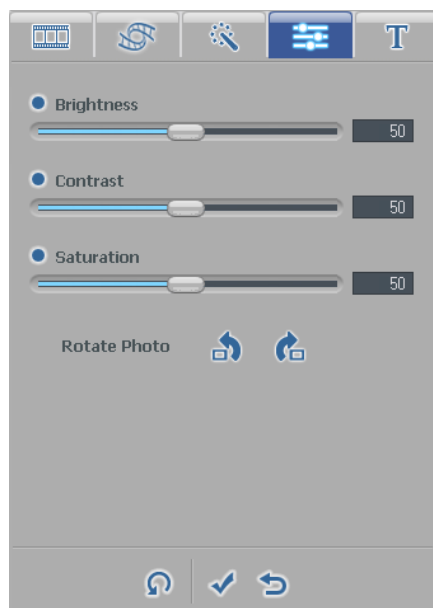 T
Brightness
50
Contrast
50
Saturation
50
Rotate Photo